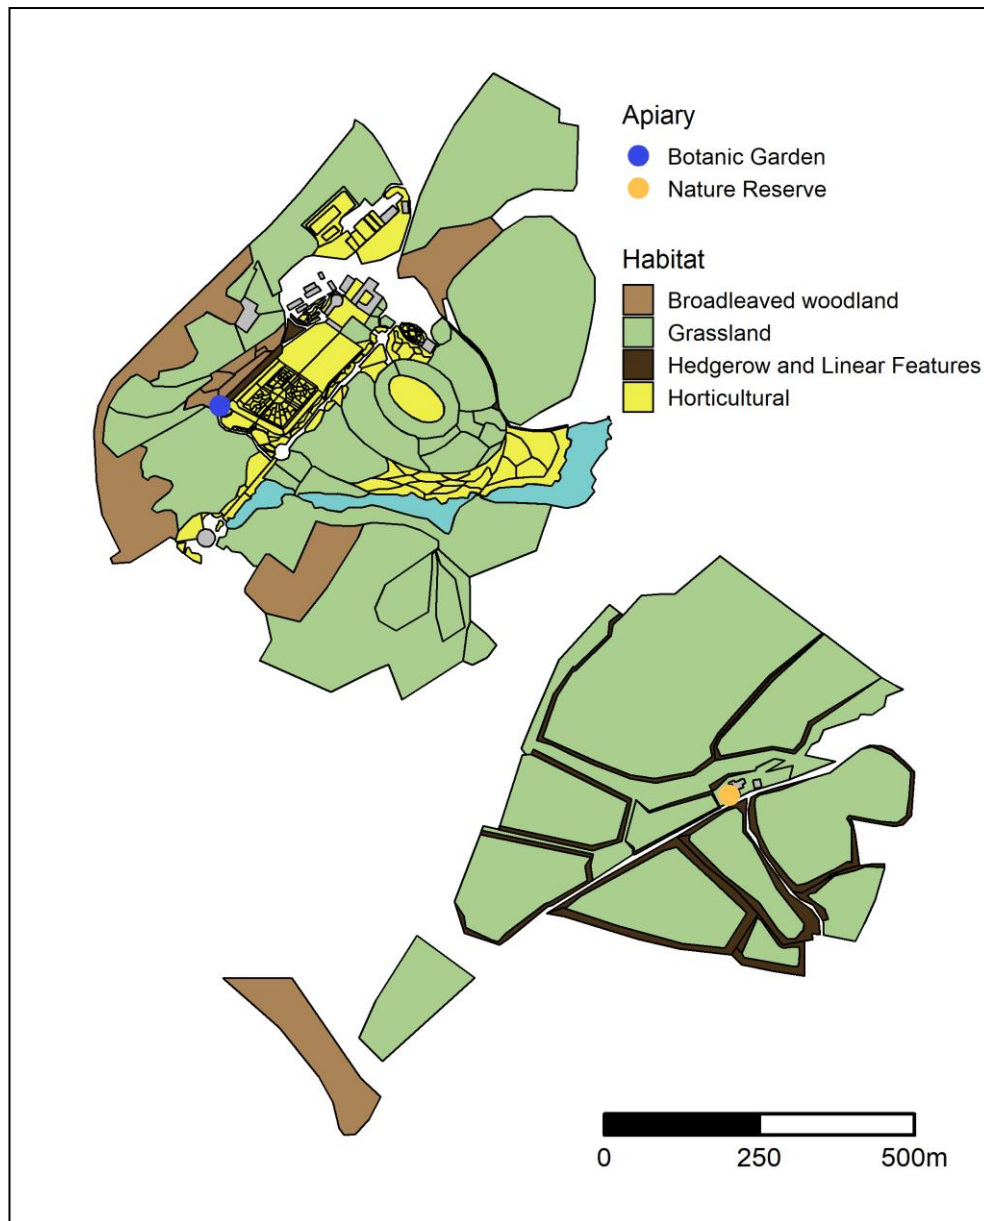 Apiary
Botanic Garden
Nature Reserve
Habitat
Broadleaved woodland
Grassland
Hedgerow and Linear Features
Horticultural
0 250 500m